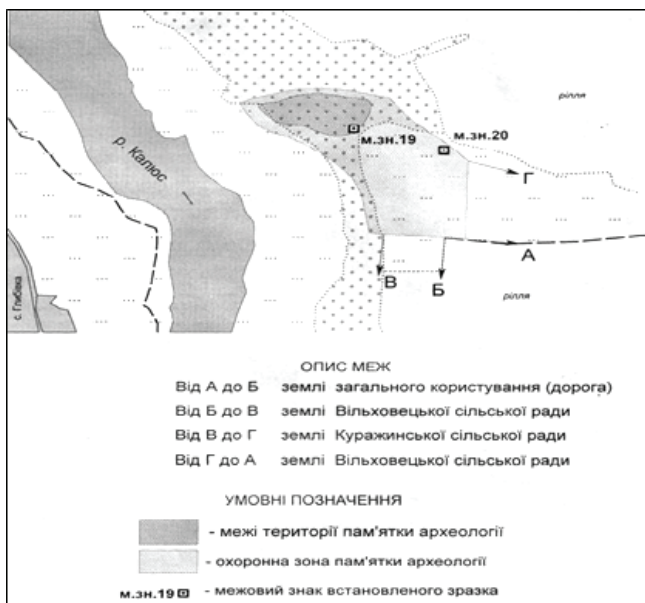 рілля
м.зн.19
м.зн.20
р. Калюс
Г
А
В
Б
с. Глибівка
рілля
ОПИС МЕЖ
Від А до Б землі загального користування (дорога)
Від Б до В землі Вільховецької сільської ради
Від В до Г землі Куражинської сільської ради
Від Г до А землі Вільховецької сільської ради
УМОВНІ ПОЗНАЧЕННЯ
- межі території пам'ятки археології
- охоронна зона пам'ятки археології
м.зн.19 - межовий знак встановленого зразка